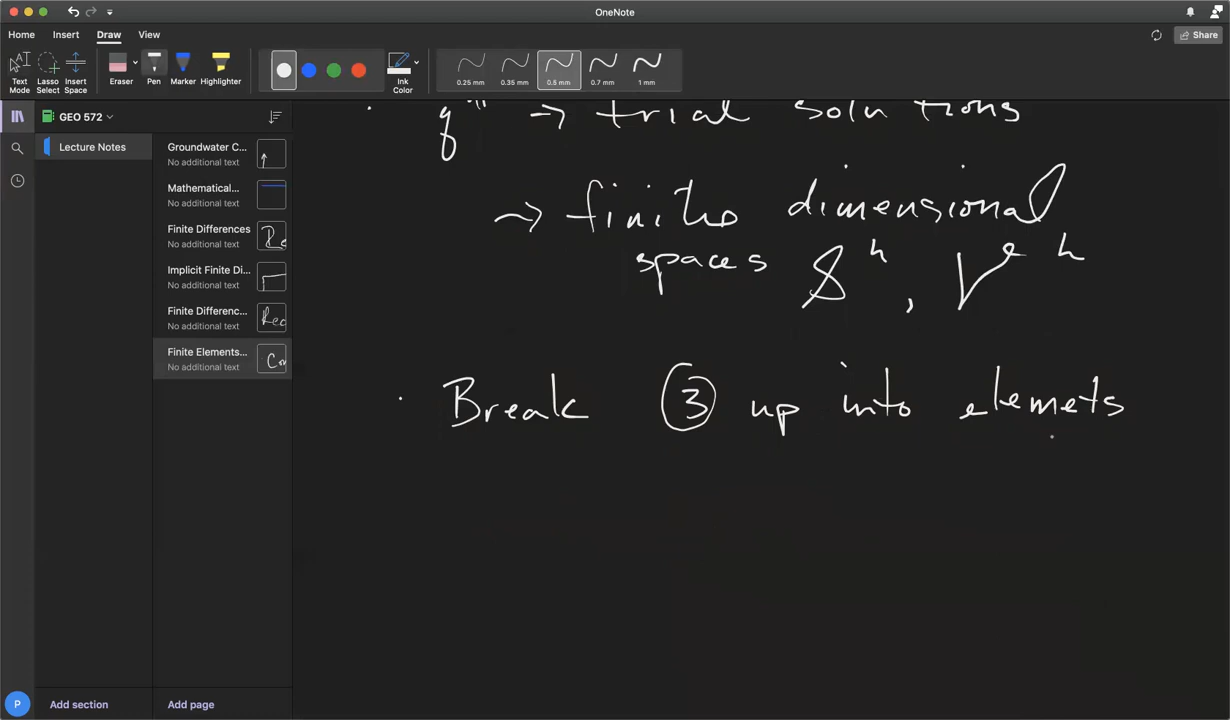 OneNote
Home Insert Draw View
Share
Text Mode
Lasso Select
Insert Space
Eraser
Pen
Marker
Highlighter
Ink Color
0.25 mm
0.35 mm
0.5 mm
0.7 mm
1 mm
GEO 572
Lecture Notes
Groundwater C...
No additional text
Mathematical...
No additional text
Finite Differences
No additional text
Implicit Finite Di...
No additional text
Finite Differenc...
No additional text
Finite Elements...
No additional text
Add section
Add page
P
→ trial solutions
→ finite dimensional
spaces S^h, V^h
· Break ③ up into elemets